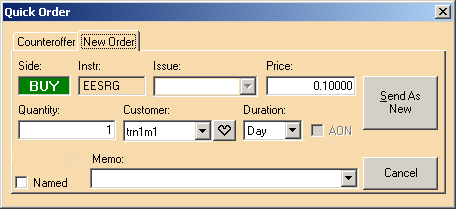 Quick Order
Counteroffer New Order
Side: Instr: Issue: Price:
BUY EESRG 0.10000
Send As New
Quantity: Customer: Duration:
1 trn1m1 Day AON
Memo:
Named
Cancel